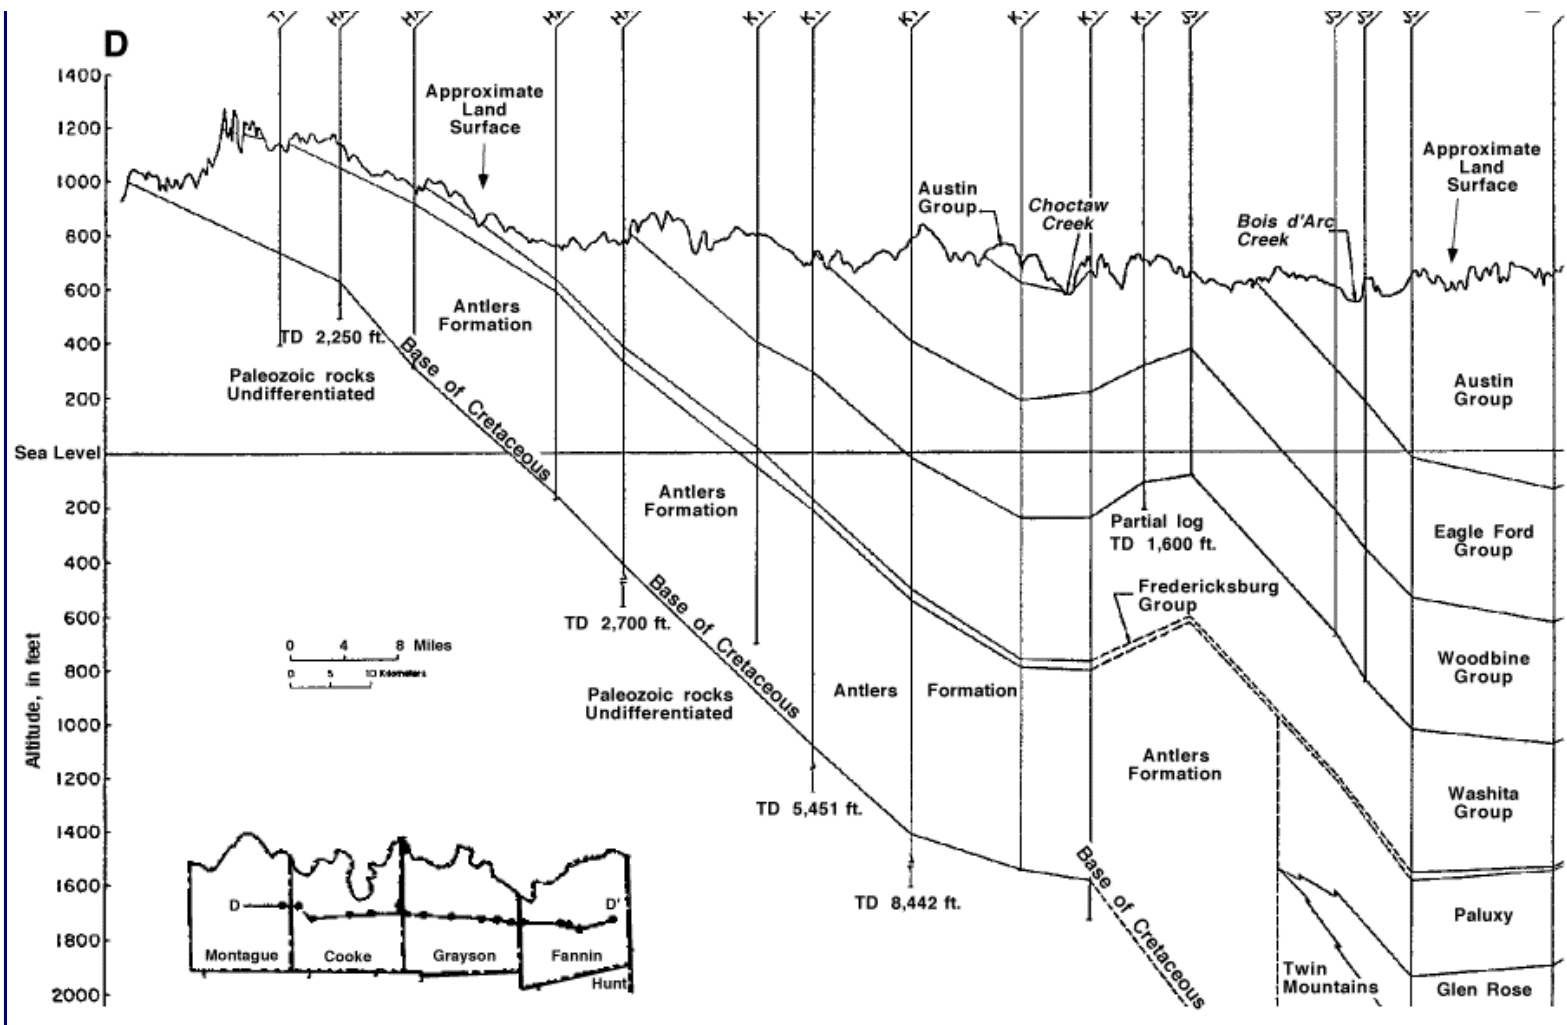 D
1400
1200
1000
800
600
400
200
Sea Level
200
400
600
800
1000
1200
1400
1600
1800
2000
Altitude, in feet
Approximate
Land
Surface
Austin
Group
Choctaw
Creek
Bois d'Arc
Creek
Approximate
Land
Surface
TD 2,250 ft.
Antlers
Formation
Paleozoic rocks
Undifferentiated
Base of Cretaceous
Austin
Group
Antlers
Formation
Partial log
TD 1,600 ft.
Eagle Ford
Group
TD 2,700 ft.
Base of Cretaceous
Fredericksburg
Group
0 4 8 Miles
0 5 10 Kilometers
Woodbine
Group
Paleozoic rocks
Undifferentiated
Antlers Formation
Antlers
Formation
Washita
Group
TD 5,451 ft.
TD 8,442 ft.
Base of Cretaceous
Paluxy
Twin
Mountains
Glen Rose
D D'
Montague Cooke Grayson Fannin
Hunt